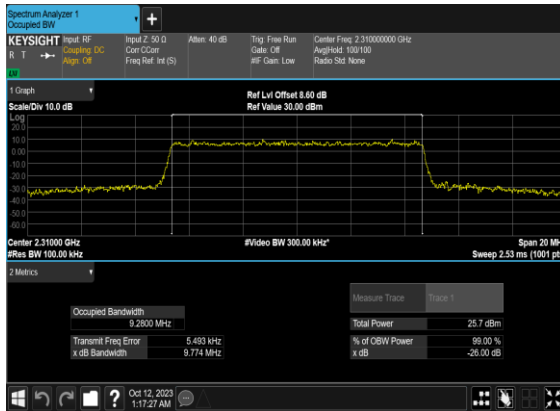 Spectrum Analyzer 1
Occupied BW
KEYSIGHT
R T
Input: RF
Coupling: DC
Align: Off
Input Z: 50 Ω
Corr CCorr
Freq Ref: Int (S)
Atten: 40 dB
Trig: Free Run
Gate: Off
#IF Gain: Low
Center Freq: 2.310000000 GHz
Avg|Hold: 100/100
Radio Std: None
1 Graph
Scale/Div 10.0 dB
Ref Lvl Offset 8.60 dB
Ref Value 30.00 dBm
Log
20.0
10.0
0.00
-10.0
-20.0
-30.0
-40.0
-50.0
-60.0
Center 2.31000 GHz
#Res BW 100.00 kHz
#Video BW 300.00 kHz*
Span 20 MH
Sweep 2.53 ms (1001 pt
2 Metrics
Measure Trace Trace 1
Occupied Bandwidth
9.2800 MHz
Total Power 25.7 dBm
Transmit Freq Error 5.493 kHz
% of OBW Power 99.00 %
x dB Bandwidth 9.774 MHz
x dB -26.00 dB
Oct 12, 2023
1:17:27 AM